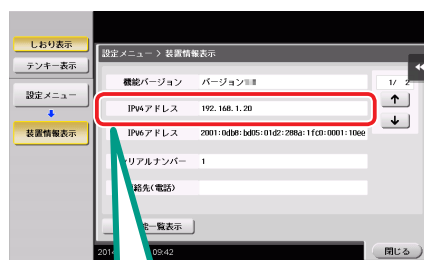 しおり表示
テンキー表示
設定メニュー
装置情報表示
設定メニュー > 装置情報表示
機能バージョン バージョン
1/ 2
IPv4アドレス 192.168.1.20
IPv6アドレス 2001:0db8:bd05:01d2:288a:1fc0:0001:10ee
リアルナンバー 1
絡先(電話)
能一覧表示
201 09:42
閉じる